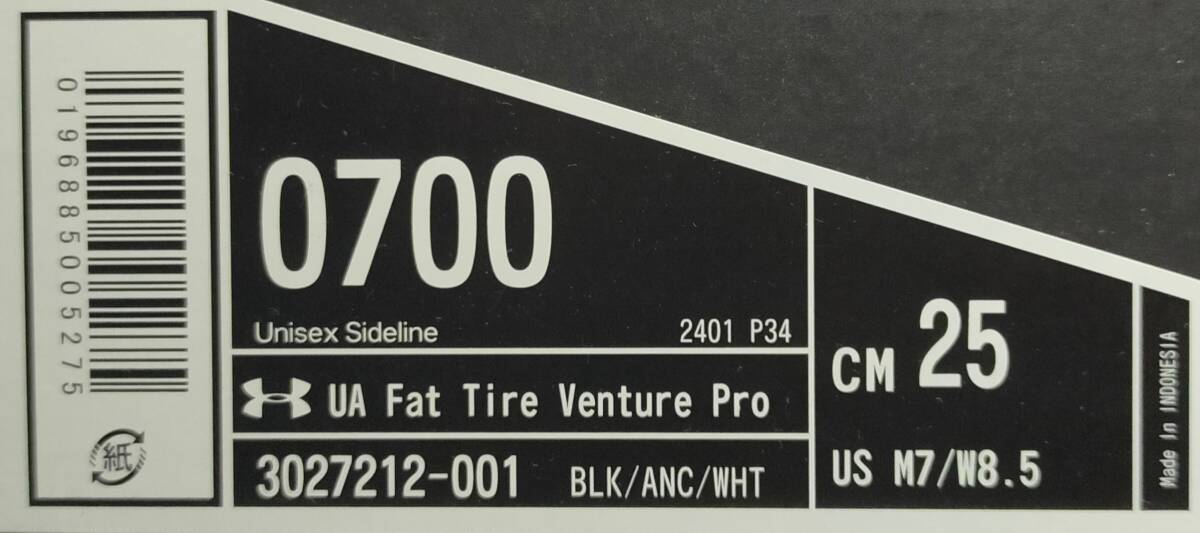 0196885005275
紙
0700
Unisex Sideline
2401 P34
UA Fat Tire Venture Pro
3027212-001 BLK/ANC/WHT
CM 25
US M7/W8.5
Made In INDONESIA